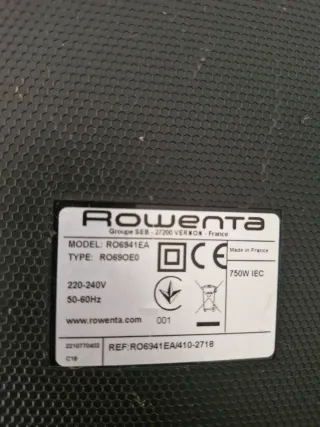 Rowenta
Groupe SEB - 27200 VERNON - France
MODEL: RO6941EA
TYPE: RO69OE0
CE
Made in France
750W IEC
220-240V
50-60Hz
www.rowenta.com
001
2210770402
C18
REF:RO6941EA/410-2718